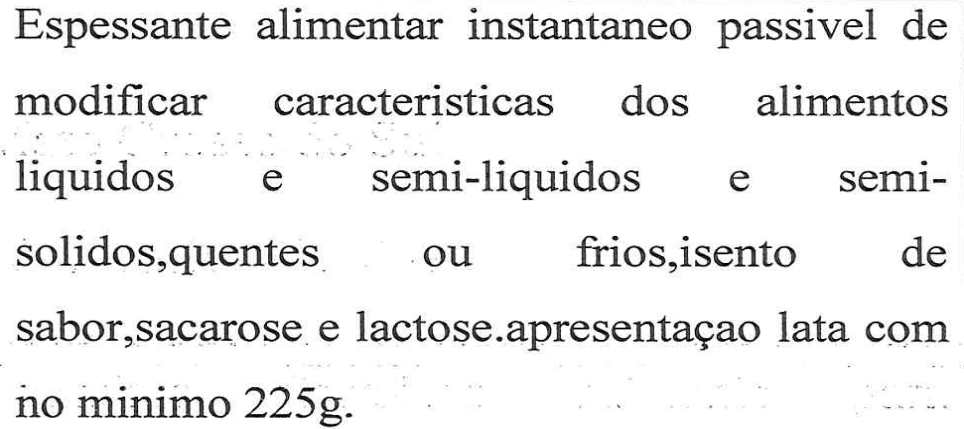 Espessante alimentar instantaneo passivel de
modificar caracteristicas dos alimentos
liquidos e semi-liquidos e semi-
solidos,quentes ou frios,isento de
sabor,sacarose e lactose.apresentaçao lata com
no minimo 225g.